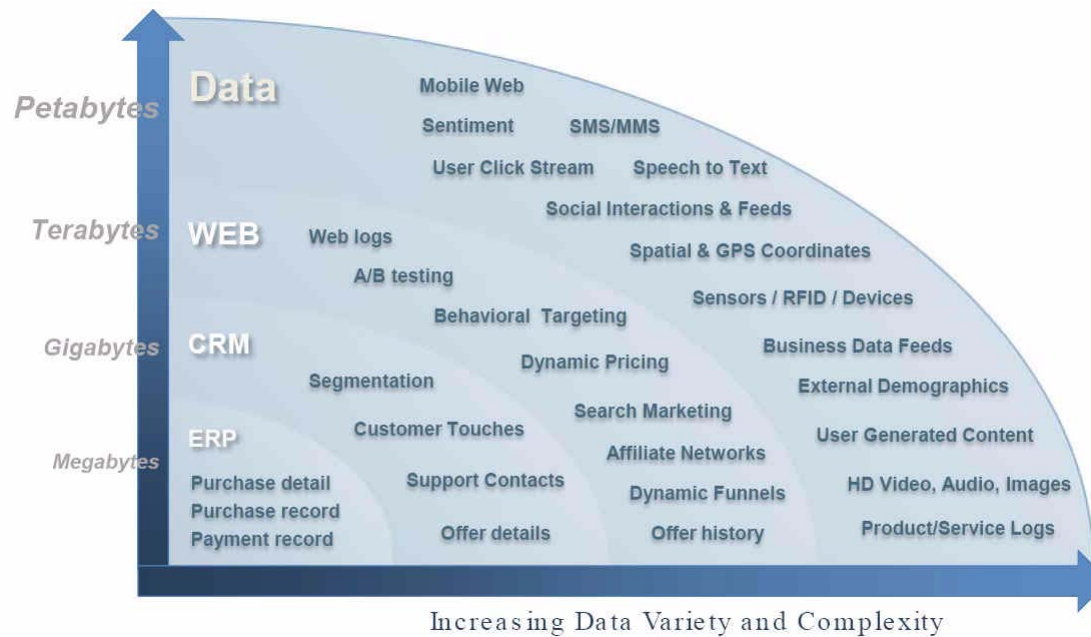 Data
Mobile Web
Petabytes
Sentiment SMS/MMS
User Click Stream Speech to Text
Social Interactions & Feeds
Terabytes WEB Web logs
Spatial & GPS Coordinates
A/B testing
Sensors / RFID / Devices
Behavioral Targeting
Gigabytes CRM Business Data Feeds
Dynamic Pricing
Segmentation External Demographics
Search Marketing
Customer Touches User Generated Content
ERP
Affiliate Networks
Megabytes
Purchase detail Support Contacts HD Video, Audio, Images
Dynamic Funnels
Purchase record
Offer details Offer history Product/Service Logs
Payment record
Increasing Data Variety and Complexity